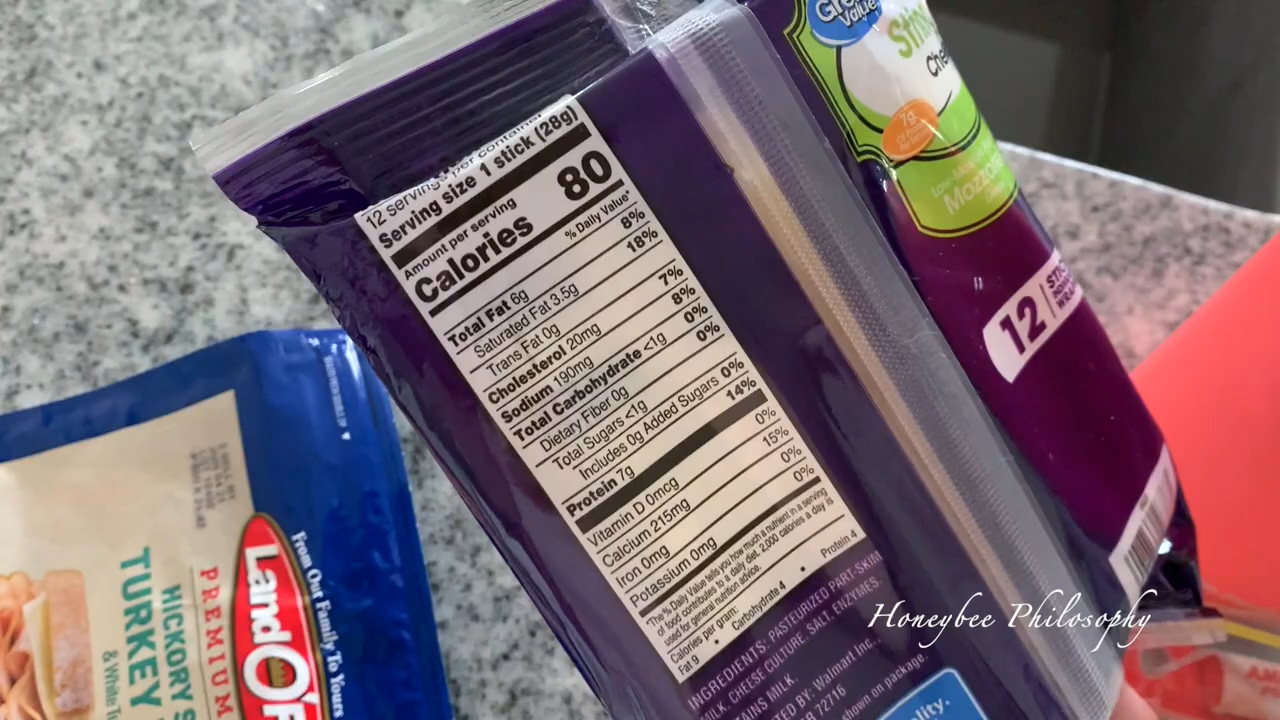 12 servings per container
Serving size 1 stick (28g)
Amount per serving
Calories 80
% Daily Value*
Total Fat 6g 8%
Saturated Fat 3.5g 18%
Trans Fat 0g
Cholesterol 20mg 7%
Sodium 190mg 8%
Total Carbohydrate <1g 0%
Dietary Fiber 0g 0%
Total Sugars <1g
Includes 0g Added Sugars 0%
Protein 7g 14%
Vitamin D 0mcg 0%
Calcium 215mg 15%
Iron 0mg 0%
Potassium 0mg 0%
*The % Daily Value tells you how much a nutrient in a serving
of food contributes to a daily diet. 2,000 calories a day is
used for general nutrition advice.
Calories per gram:
Fat 9 • Carbohydrate 4 • Protein 4
INGREDIENTS: PASTEURIZED PART-SKIM
MILK, CHEESE CULTURE, SALT, ENZYMES.
MILK.
BY: Walmart Inc.,
72716
shown on package.
Value
7g
12
From Our Family To Yours
PREMIUM
HICKORY
TURKEY
& White
Honeybee Philosophy